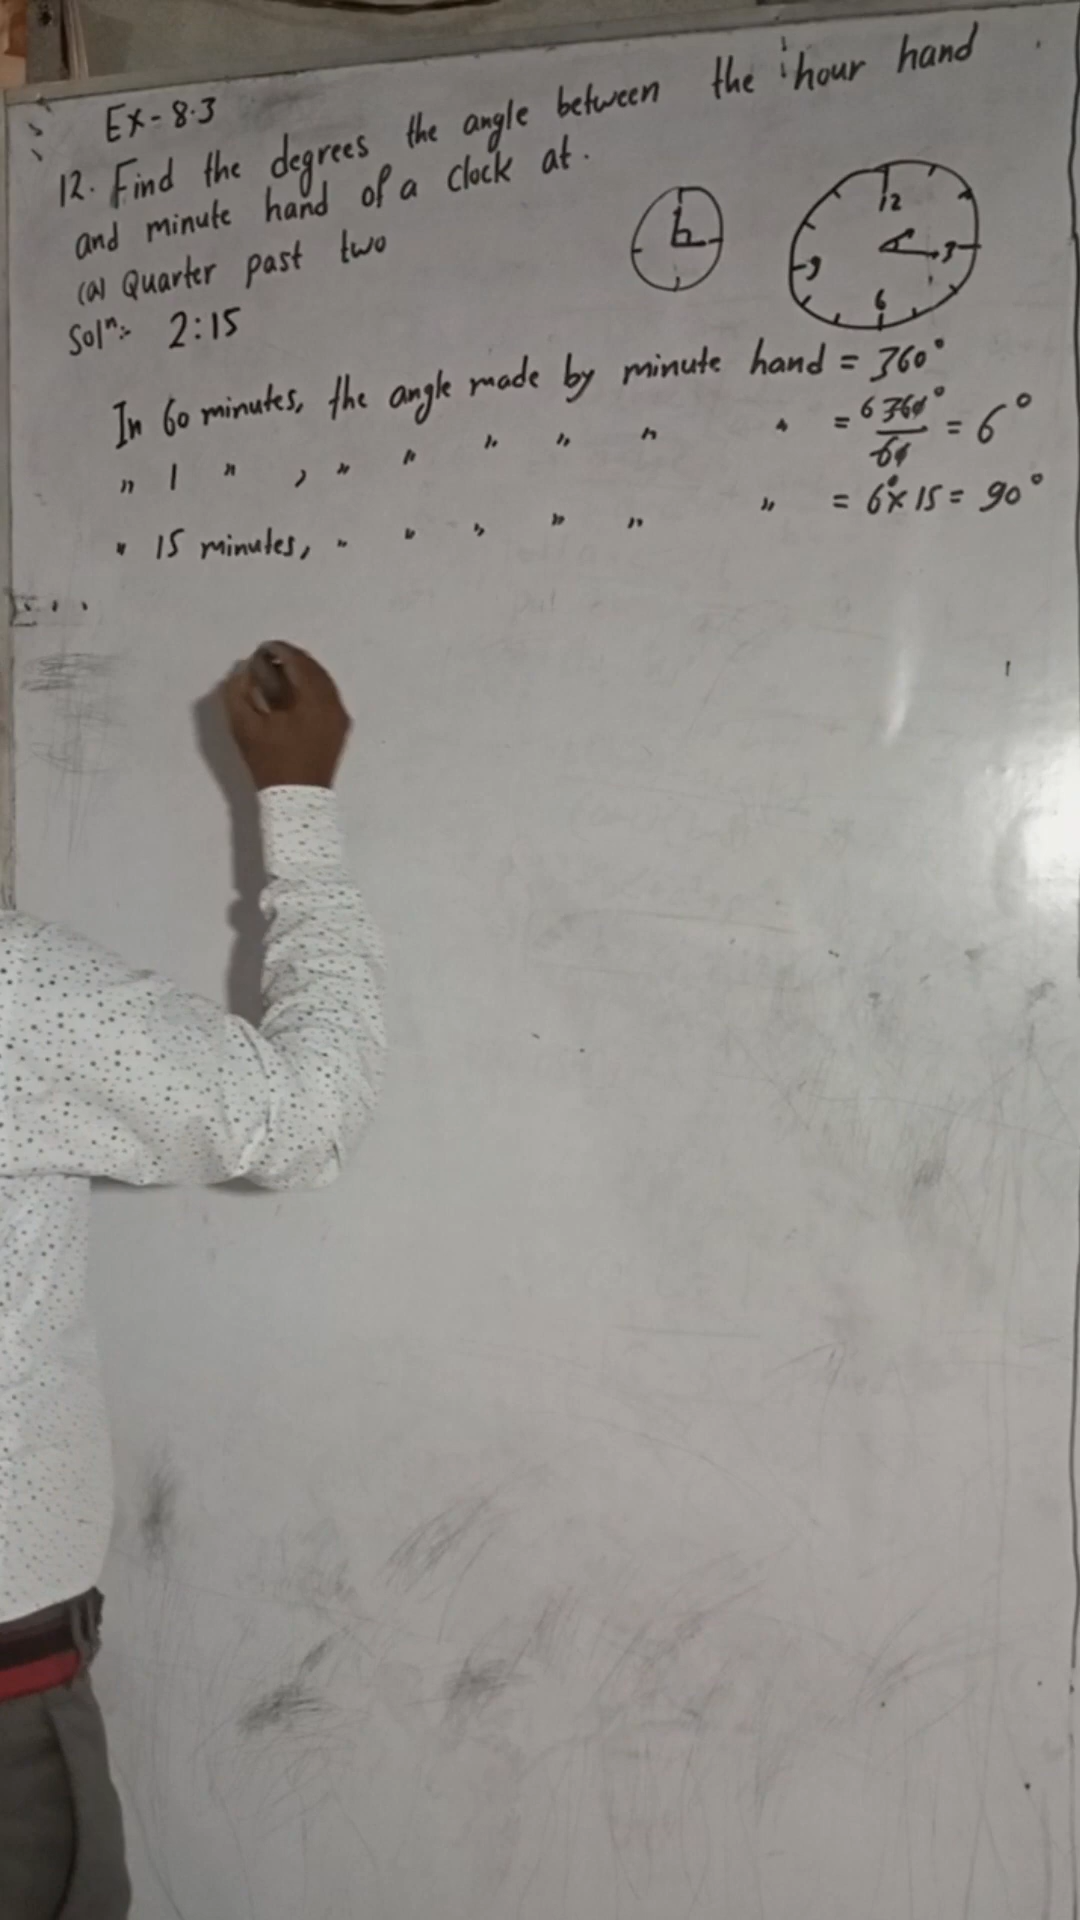 Ex-8.3
12. Find the degrees the angle between the hour hand
and minute hand of a clock at.
(a) Quarter past two
Solⁿ:- 2:15
12
3
6
9
In 60 minutes, the angle made by minute hand = 360°
" 1 " , " " " " " " = 6 360°/60 = 6°
" 15 minutes, " " " " " " = 6°x 15 = 90°